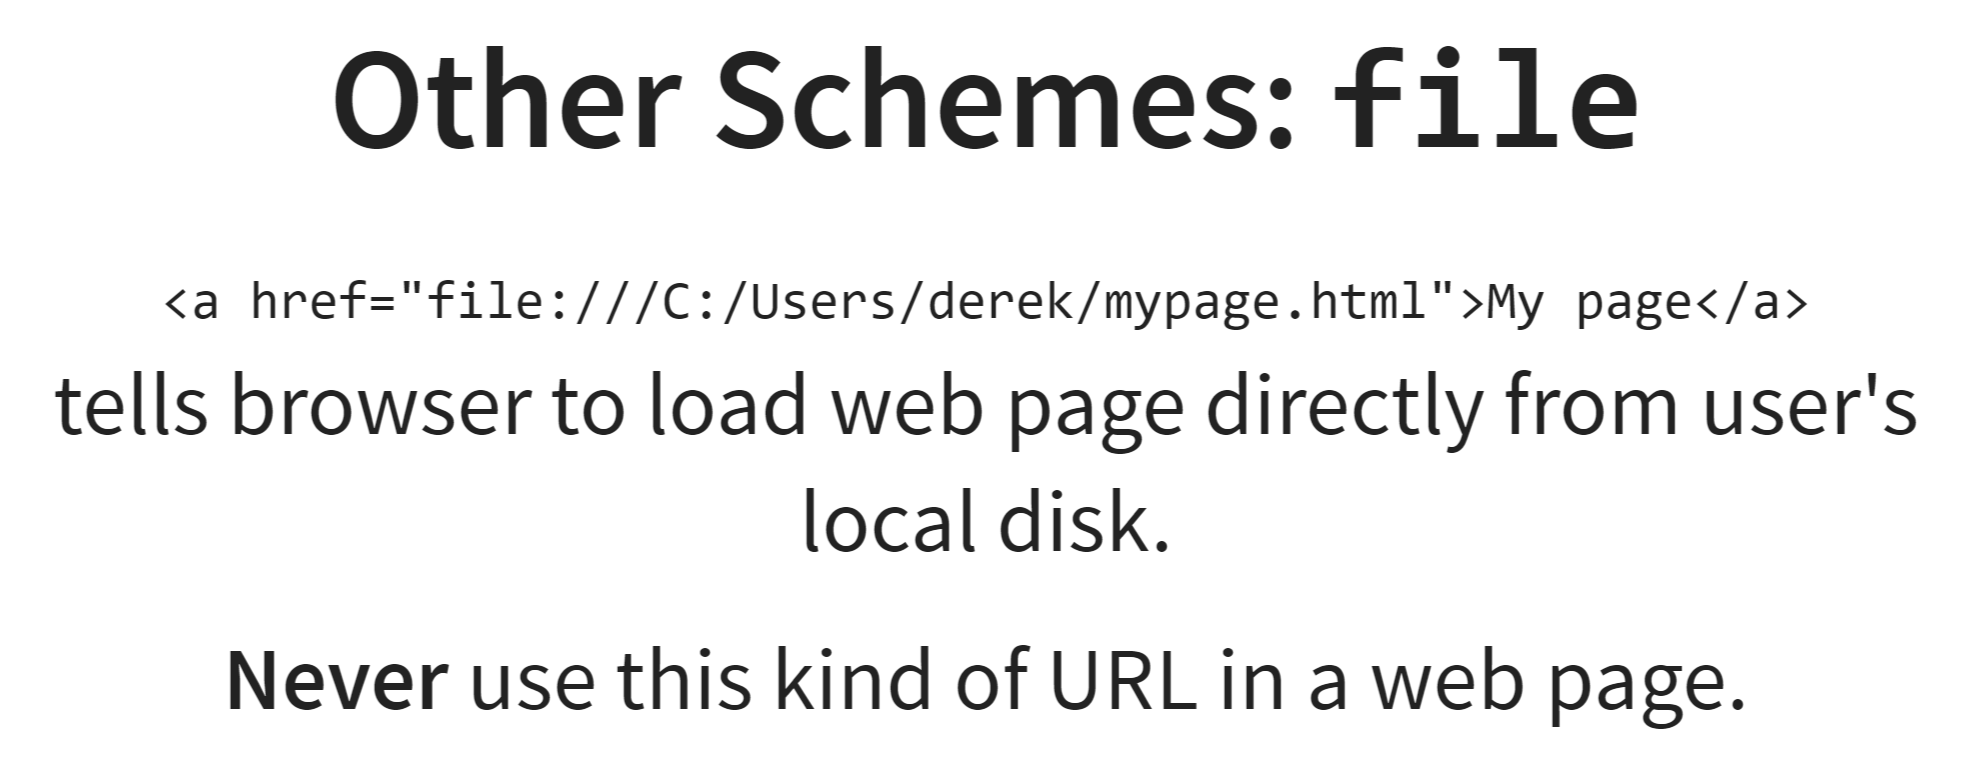 Other Schemes: file
<a href="file:///C:/Users/derek/mypage.html">My page</a>
tells browser to load web page directly from user's
local disk.
Never use this kind of URL in a web page.